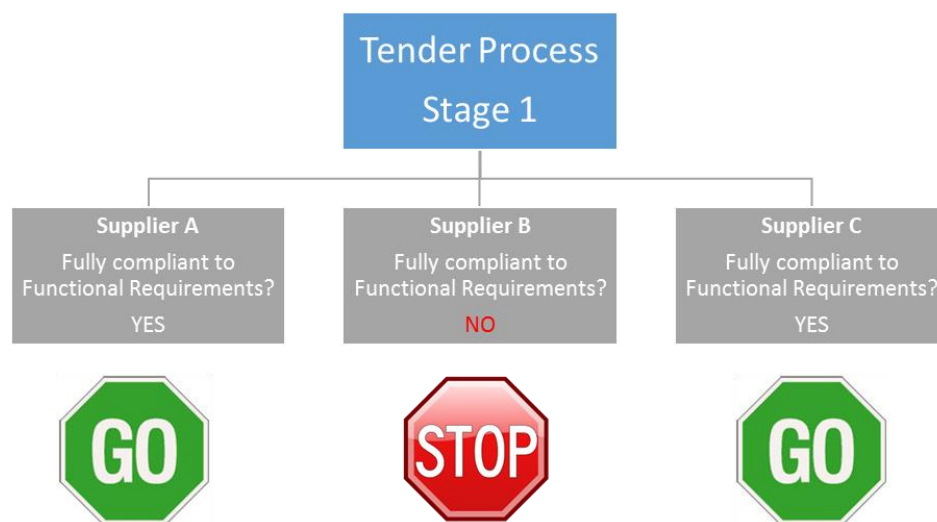 Tender Process
Stage 1
Supplier A
Fully compliant to
Functional Requirements?
YES
Supplier B
Fully compliant to
Functional Requirements?
NO
Supplier C
Fully compliant to
Functional Requirements?
YES
GO
STOP
GO